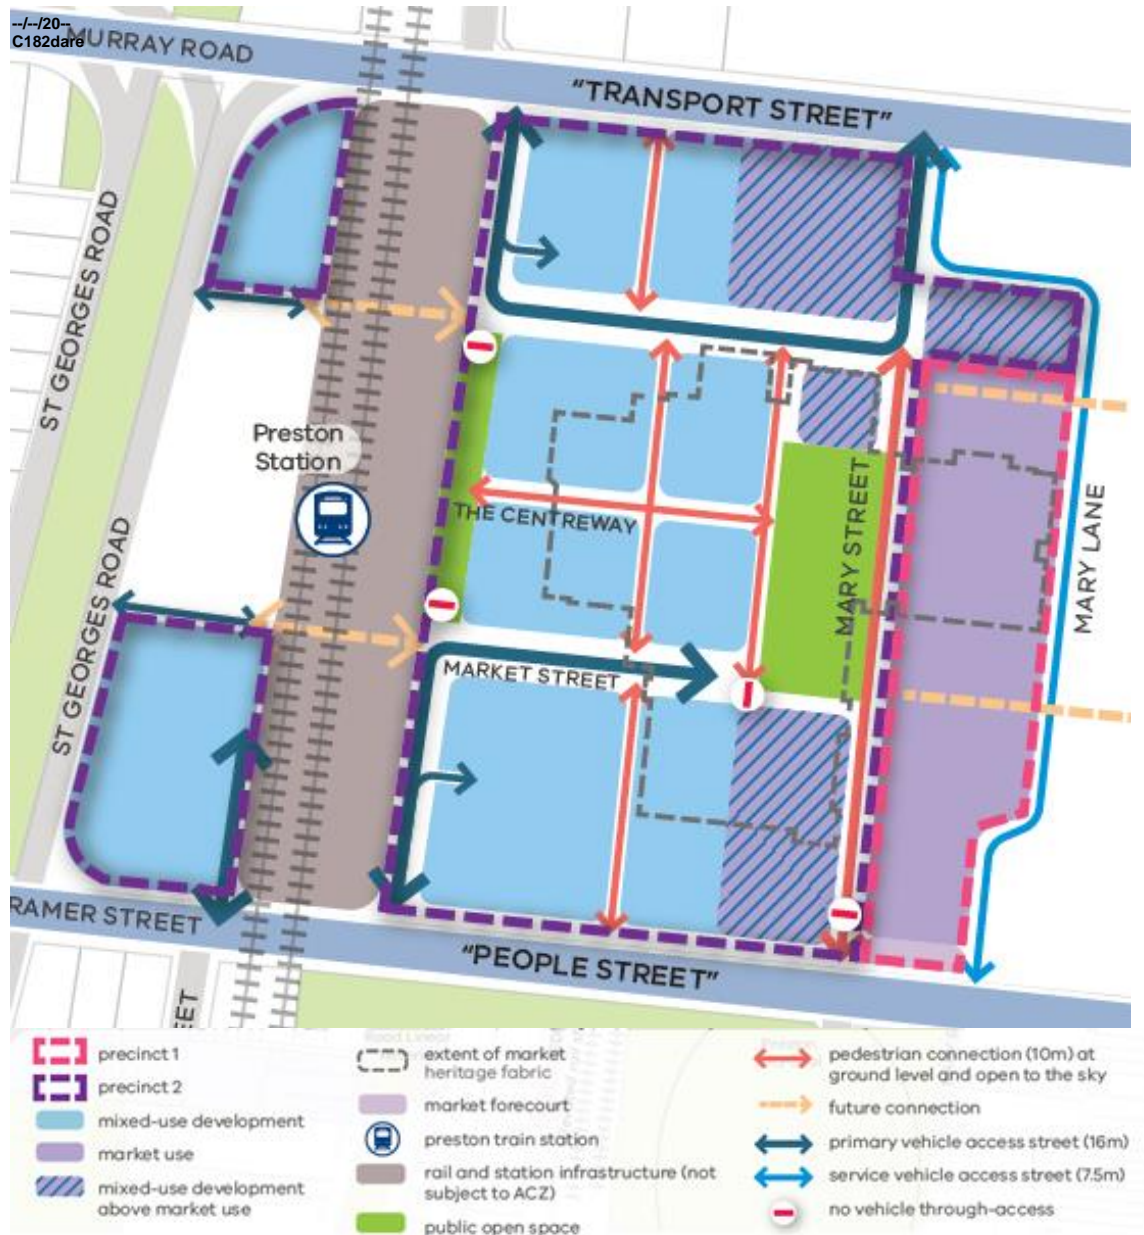 --/--/20--
C182dare
MURRAY ROAD
"TRANSPORT STREET"
ST GEORGES ROAD
Preston
Station
THE CENTREWAY
MARY STREET
MARY LANE
ST GEORGES ROAD
MARKET STREET
RAMER STREET
"PEOPLE STREET"
EET
precinct 1
precinct 2
mixed-use development
market use
mixed-use development
above market use
extent of market
heritage fabric
market forecourt
preston train station
rail and station infrastructure (not
subject to ACZ)
public open space
pedestrian connection (10m) at
ground level and open to the sky
future connection
primary vehicle access street (16m)
service vehicle access street (7.5m)
no vehicle through-access